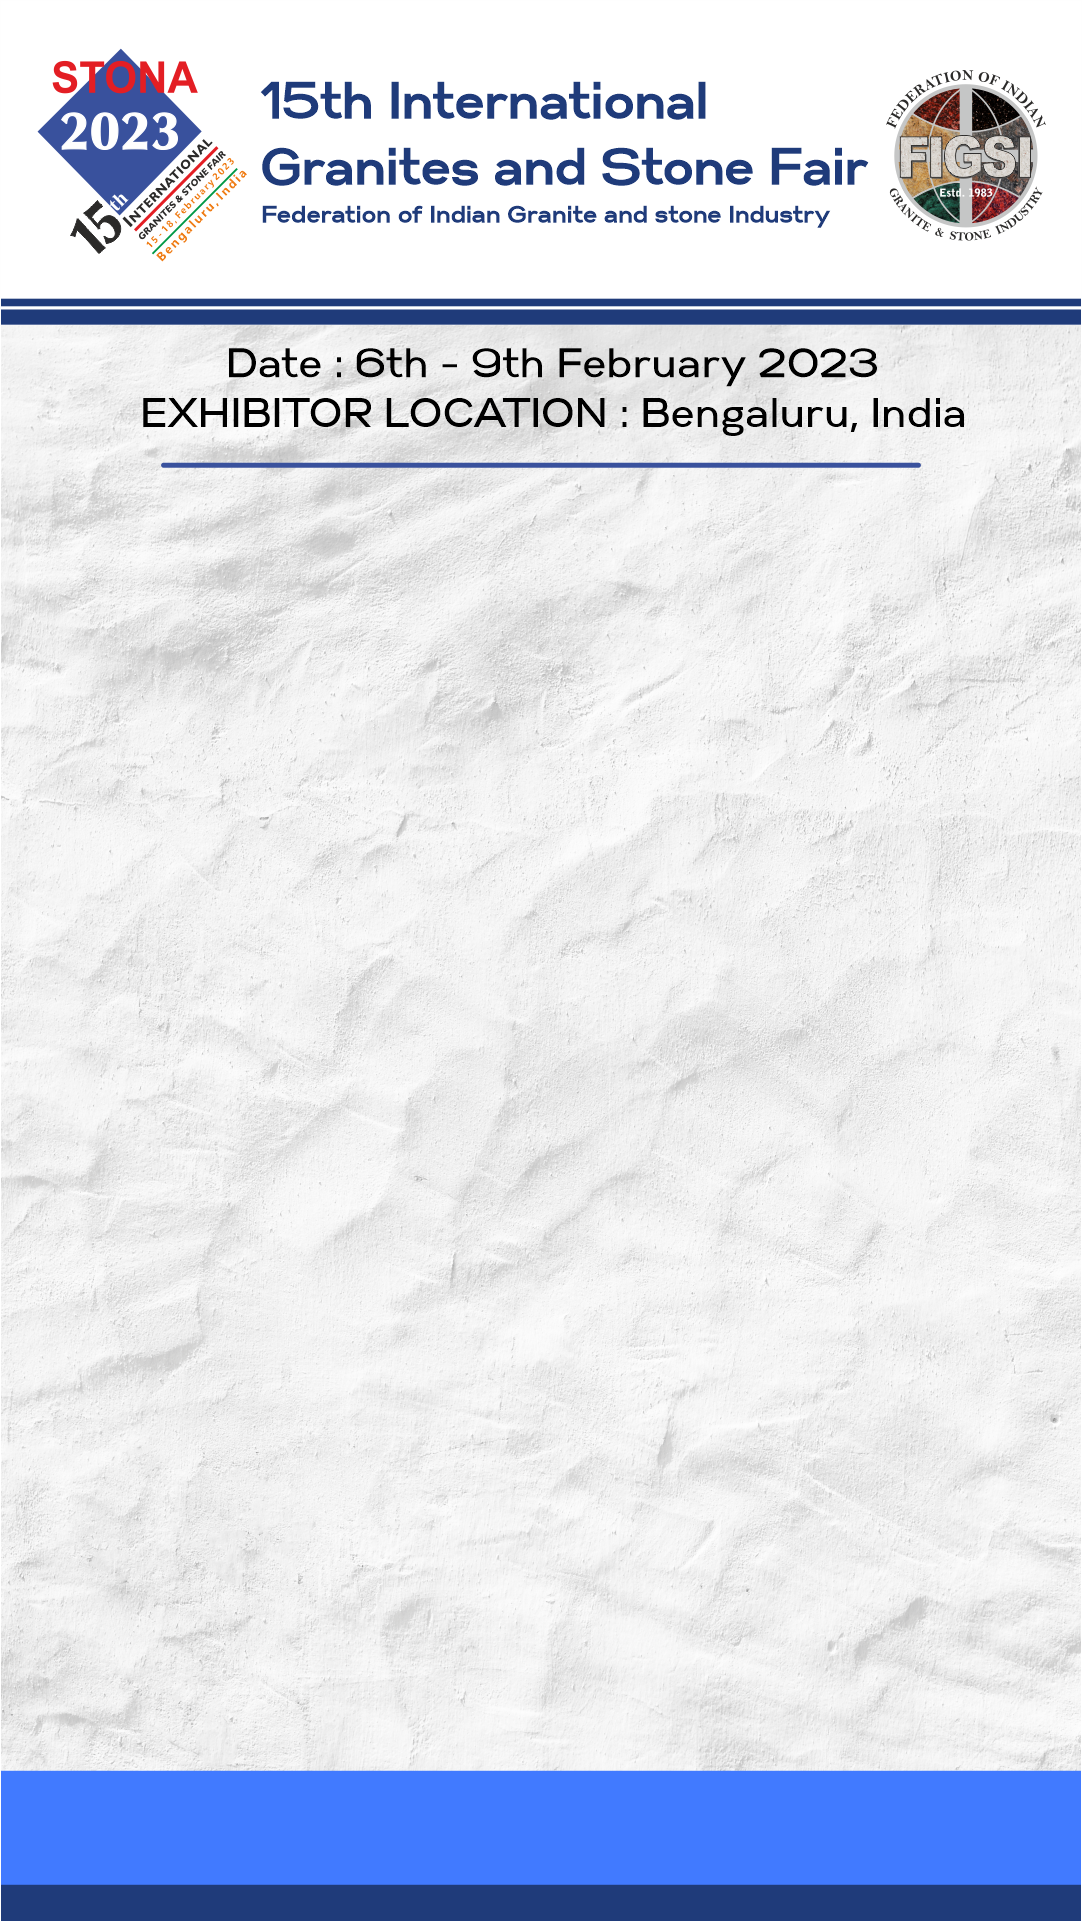 STONA
2023
15th
INTERNATIONAL
GRANITES & STONE FAIR
15 - 18, February 2023
Bengaluru, India
15th International
Granites and Stone Fair
Federation of Indian Granite and stone Industry
FEDERATION OF INDIAN
FIGSI
Estd. 1983
GRANITE & STONE INDUSTRY
Date : 6th - 9th February 2023
EXHIBITOR LOCATION : Bengaluru, India